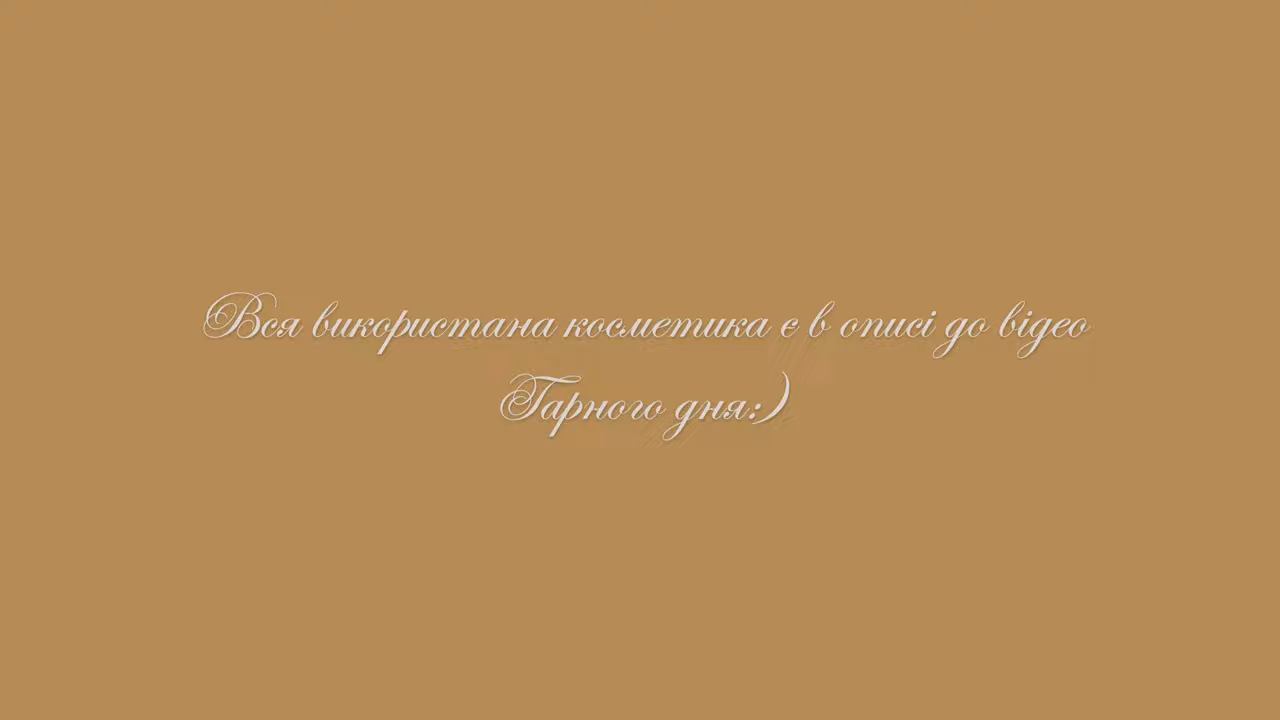 Вся використана косметика є в описі до відео
Гарного дня:)